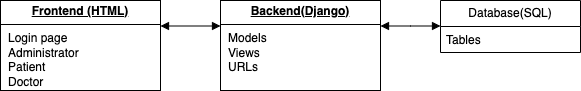 Frontend (HTML)
Login page
Administrator
Patient
Doctor
Backend(Django)
Models
Views
URLs
Database(SQL)
Tables